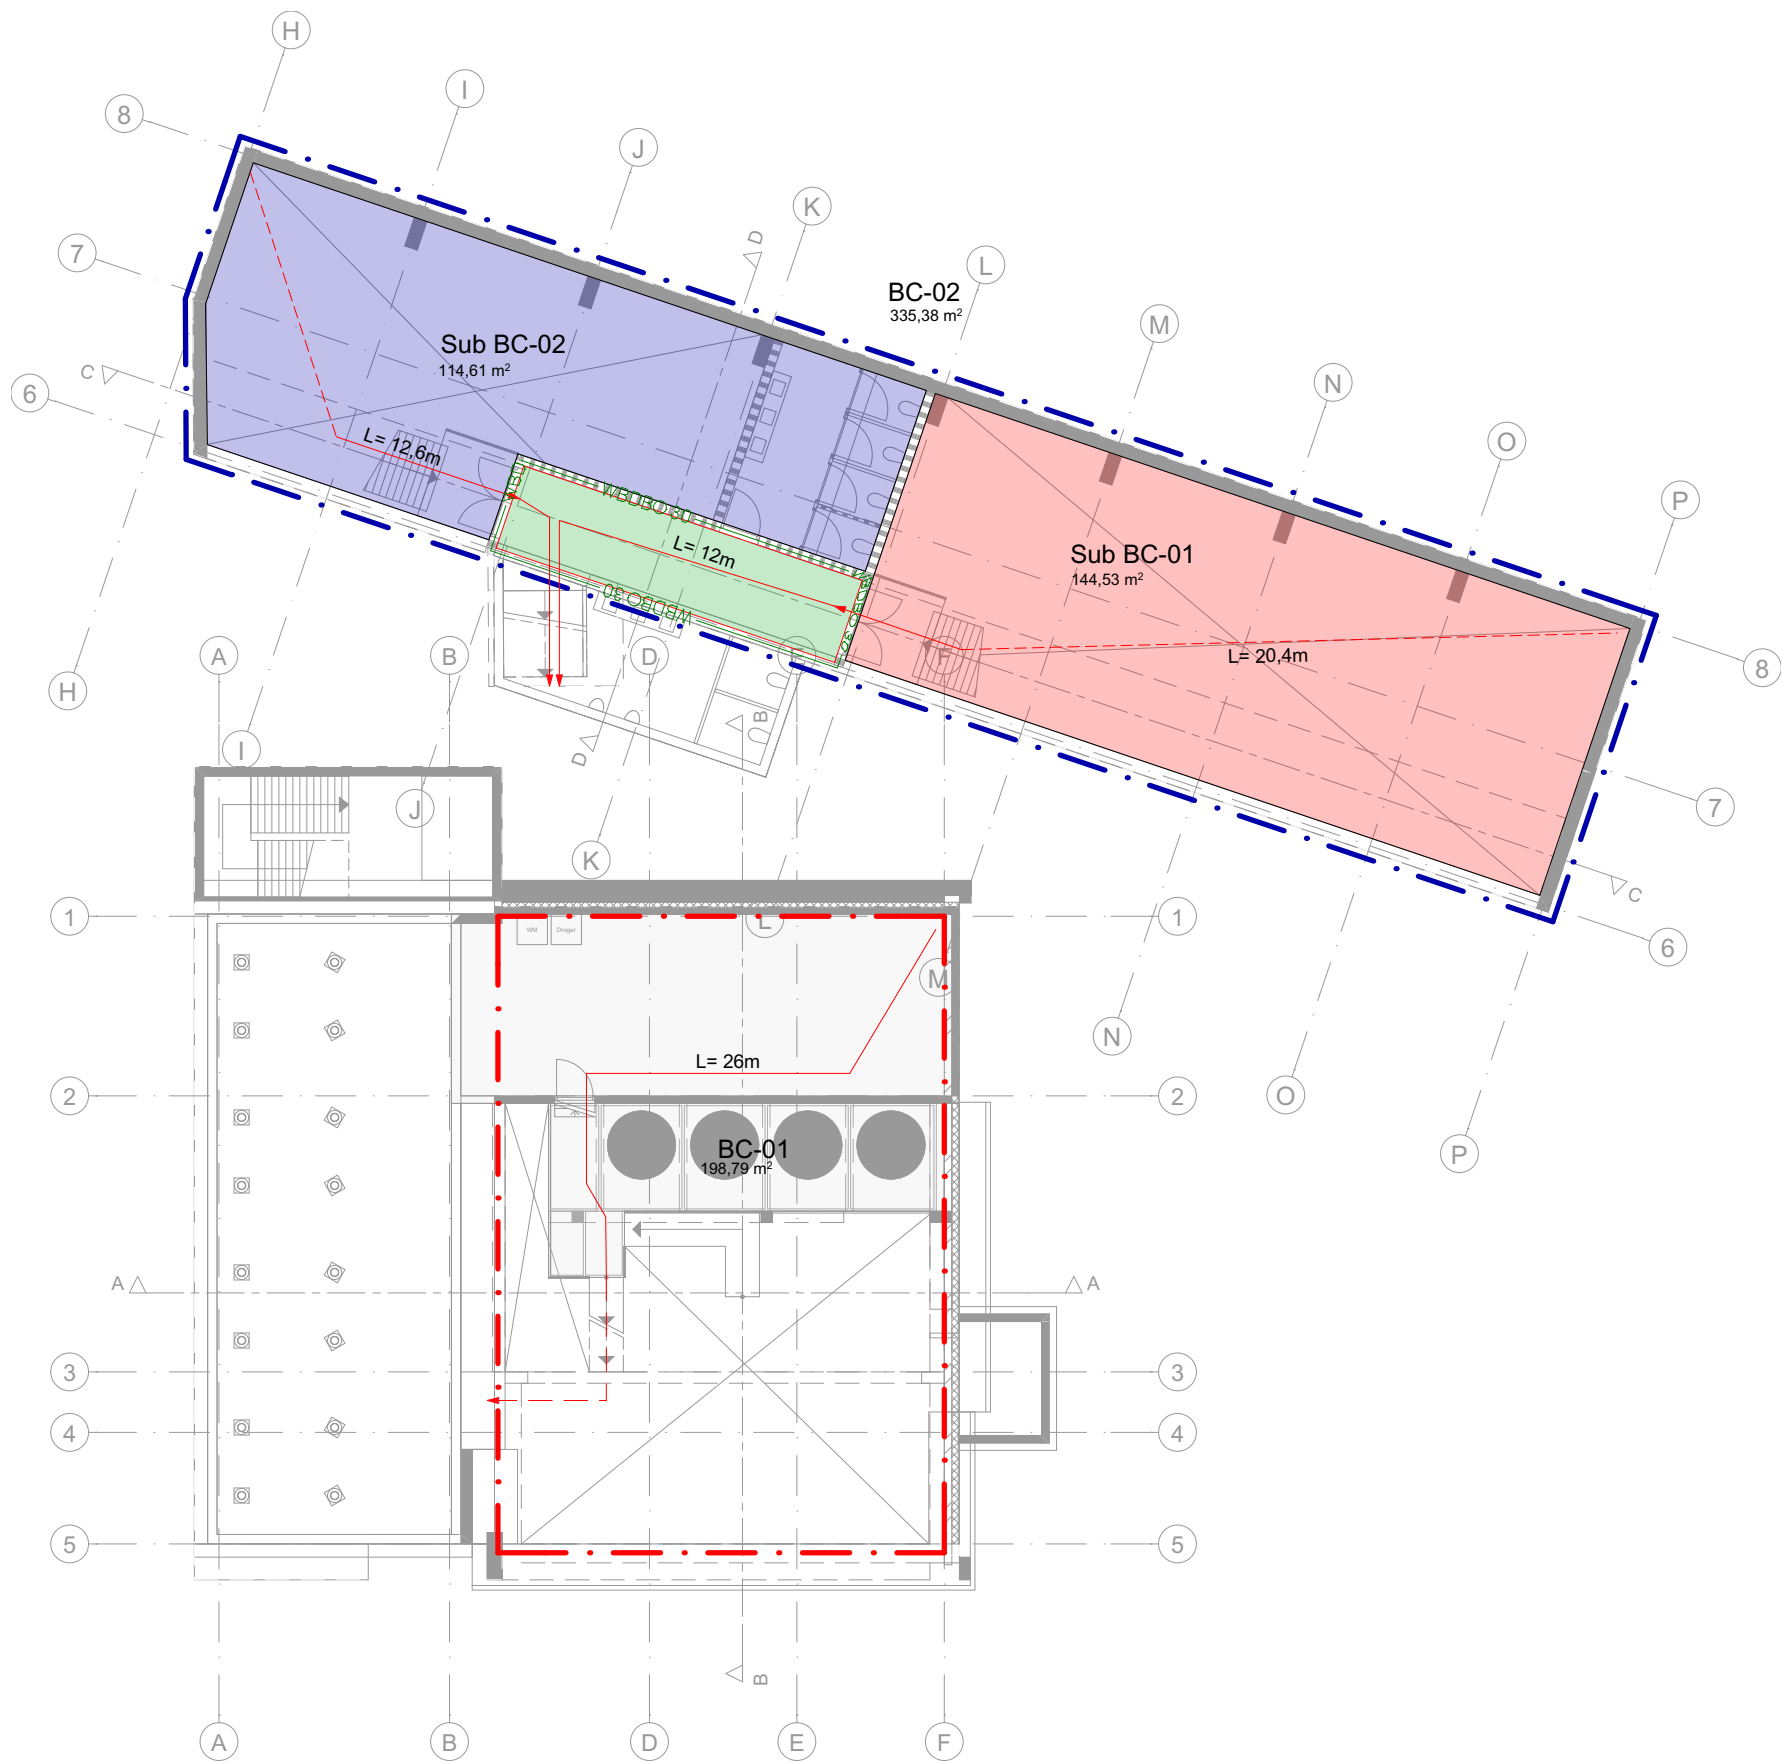 H
I
8
J
K
D
7
L
BC-02
335,38 m²
M
Sub BC-02
114,61 m²
C
6
N
O
L= 12,6m
P
WBDBO 30
L= 12m
Sub BC-01
144,53 m²
WBDBO 30
A
B
D
F
L= 20,4m
8
H
B
I
D
J
7
K
C
1
L
1
6
WM
Droger
M
N
L= 26m
2
2
O
BC-01
198,79 m²
P
A
A
3
3
4
4
5
5
B
A
B
D
E
F